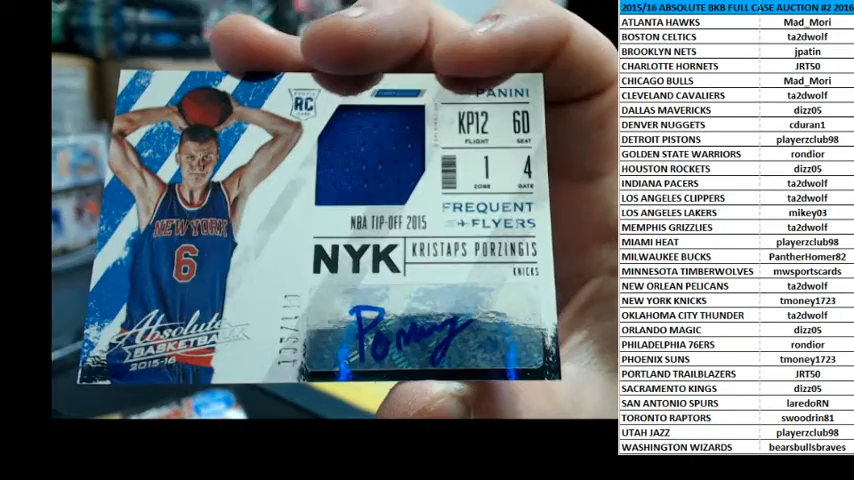 RC
PANINI
KP12 60
FLIGHT SEAT
1 4
ZONE GATE
FREQUENT
FLYERS
NBA TIP-OFF 2015
NYK KRISTAPS PORZINGIS
KNICKS
NEW YORK
6
Absolute
BASKETBALL
2015-16
2015/16 ABSOLUTE BKB FULL CASE AUCTION #2 2016
ATLANTA HAWKS Mad_Mori
BOSTON CELTICS ta2dwolf
BROOKLYN NETS jpatin
CHARLOTTE HORNETS JRT50
CHICAGO BULLS Mad_Mori
CLEVELAND CAVALIERS ta2dwolf
DALLAS MAVERICKS dizz05
DENVER NUGGETS cduran1
DETROIT PISTONS playerzclub98
GOLDEN STATE WARRIORS rondior
HOUSTON ROCKETS dizz05
INDIANA PACERS ta2dwolf
LOS ANGELES CLIPPERS ta2dwolf
LOS ANGELES LAKERS mikey03
MEMPHIS GRIZZLIES ta2dwolf
MIAMI HEAT playerzclub98
MILWAUKEE BUCKS PantherHomer82
MINNESOTA TIMBERWOLVES mwsportscards
NEW ORLEAN PELICANS ta2dwolf
NEW YORK KNICKS tmoney1723
OKLAHOMA CITY THUNDER ta2dwolf
ORLANDO MAGIC dizz05
PHILADELPHIA 76ERS rondior
PHOENIX SUNS tmoney1723
PORTLAND TRAILBLAZERS JRT50
SACRAMENTO KINGS dizz05
SAN ANTONIO SPURS laredoRN
TORONTO RAPTORS swoodrin81
UTAH JAZZ playerzclub98
WASHINGTON WIZARDS bearsbullsbraves